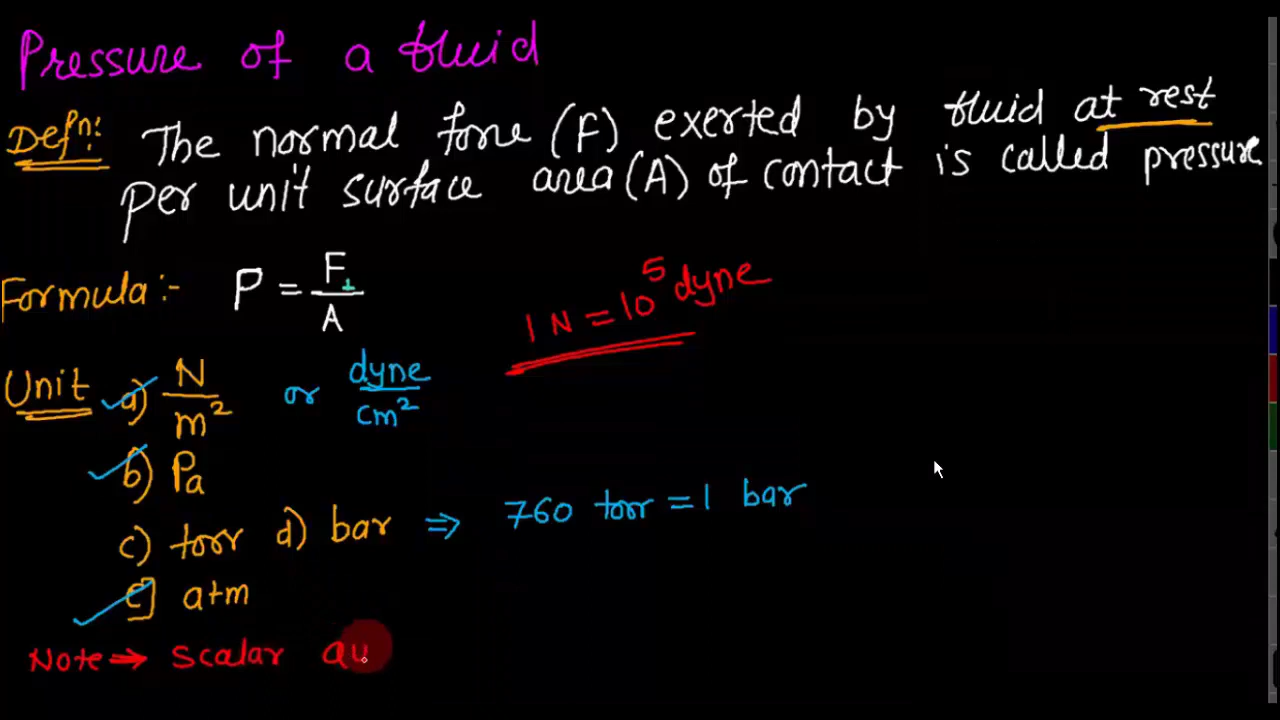 Pressure of a fluid
Defn: The normal force (F) exerted by fluid at rest
per unit surface area (A) of contact is called pressure
Formula:- P = F⊥/A
1 N = 10⁵ dyne
Unit a) N/m² or dyne/cm²
b) Pa
c) torr d) bar ⇒ 760 torr = 1 bar
e] atm
Note → Scalar qu